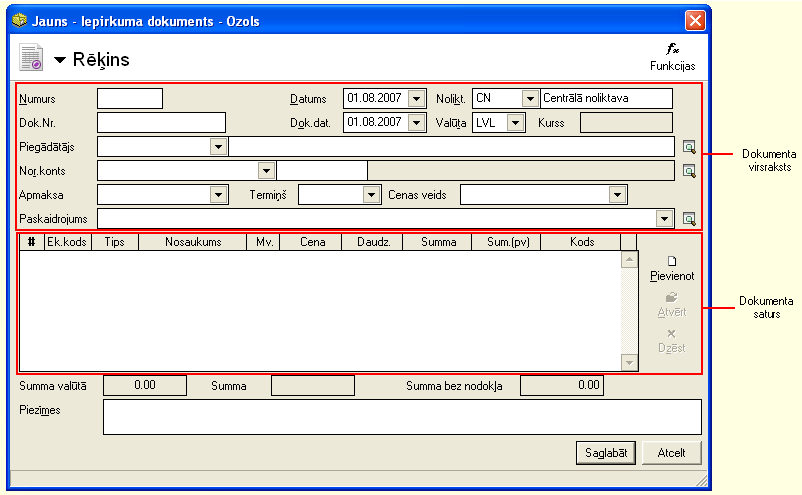 Jauns - Iepirkuma dokuments - Ozols
Rēķins
Funkcijas
Numurs Datums 01.08.2007 Nolikt. CN Centrālā noliktava
Dok.Nr. Dok.dat. 01.08.2007 Valūta LVL Kurss
Piegādātājs
Nor.konts
Apmaksa Termiņš Cenas veids
Paskaidrojums
Dokumenta
virsraksts
# Ek.kods Tips Nosaukums Mv. Cena Daudz. Summa Sum.(pv) Kods
Pievienot
Atvērt
Dzēst
Dokumenta
saturs
Summa valūtā 0.00 Summa Summa bez nodokļa 0.00
Piezīmes
Saglabāt Atcelt